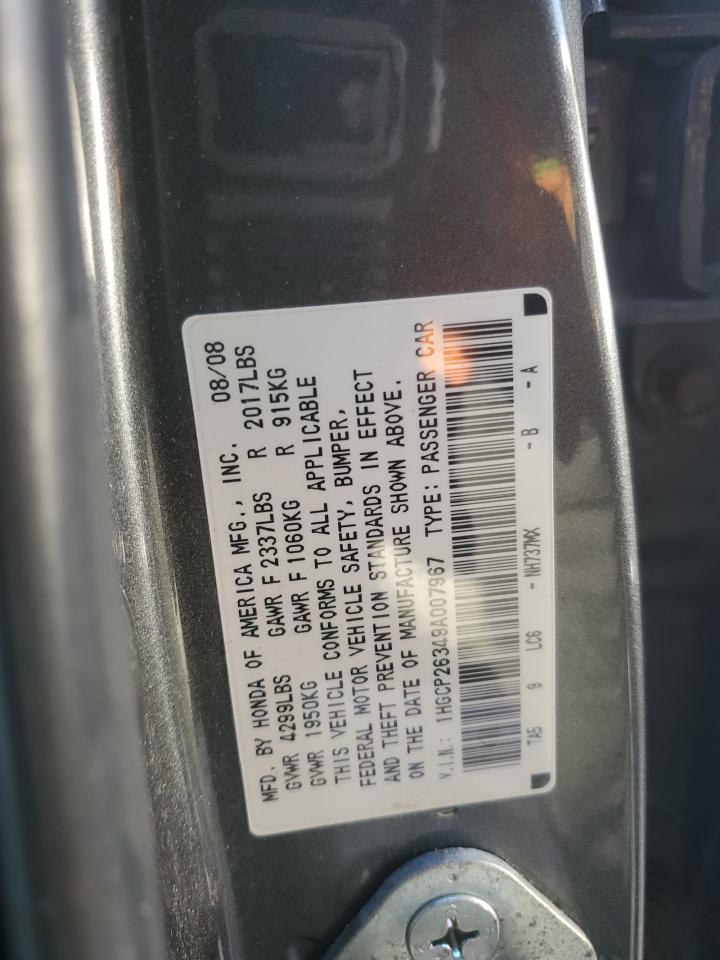 MFD. BY HONDA OF AMERICA MFG., INC. 08/08
GVWR 4299LBS GAWR F 2337LBS R 2017LBS
GVWR 1950KG GAWR F 1060KG R 915KG
THIS VEHICLE CONFORMS TO ALL APPLICABLE
FEDERAL MOTOR VEHICLE SAFETY, BUMPER,
AND THEFT PREVENTION STANDARDS IN EFFECT
ON THE DATE OF MANUFACTURE SHOWN ABOVE.
V.I.N.: 1HGCP26349A007967 TYPE: PASSENGER CAR
TA5 9 LC6 - NH737MX - B - A